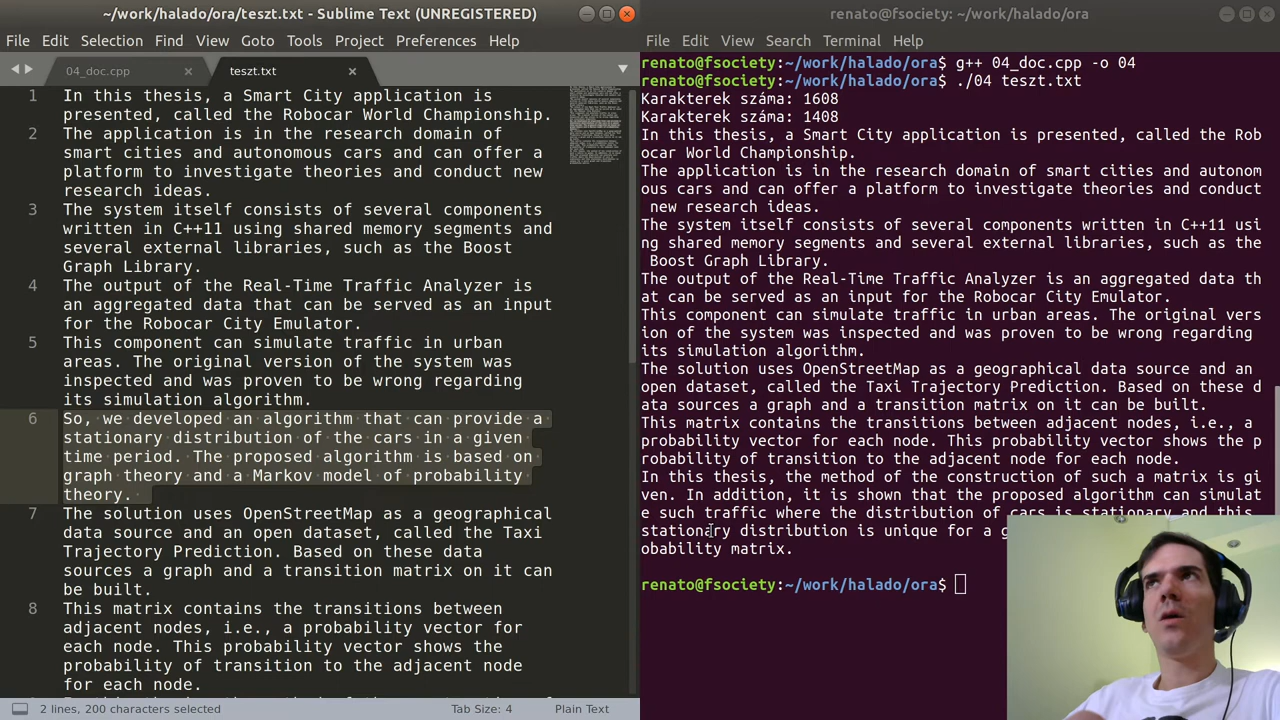 ~/work/halado/ora/teszt.txt - Sublime Text (UNREGISTERED)
File Edit Selection Find View Goto Tools Project Preferences Help
04_doc.cpp × teszt.txt ×
1 In this thesis, a Smart City application is
presented, called the Robocar World Championship.
2 The application is in the research domain of
smart cities and autonomous cars and can offer a
platform to investigate theories and conduct new
research ideas.
3 The system itself consists of several components
written in C++11 using shared memory segments and
several external libraries, such as the Boost
Graph Library.
4 The output of the Real-Time Traffic Analyzer is
an aggregated data that can be served as an input
for the Robocar City Emulator.
5 This component can simulate traffic in urban
areas. The original version of the system was
inspected and was proven to be wrong regarding
its simulation algorithm.
6 So, we developed an algorithm that can provide a
stationary distribution of the cars in a given
time period. The proposed algorithm is based on
graph theory and a Markov model of probability
theory.
7 The solution uses OpenStreetMap as a geographical
data source and an open dataset, called the Taxi
Trajectory Prediction. Based on these data
sources a graph and a transition matrix on it can
be built.
8 This matrix contains the transitions between
adjacent nodes, i.e., a probability vector for
each node. This probability vector shows the
probability of transition to the adjacent node
for each node.
2 lines, 200 characters selected
Tab Size: 4
Plain Text
renato@fsociety: ~/work/halado/ora
File Edit View Search Terminal Help
renato@fsociety:~/work/halado/ora$ g++ 04_doc.cpp -o 04
renato@fsociety:~/work/halado/ora$ ./04 teszt.txt
Karakterek száma: 1608
Karakterek száma: 1408
In this thesis, a Smart City application is presented, called the Rob
ocar World Championship.
The application is in the research domain of smart cities and autonom
ous cars and can offer a platform to investigate theories and conduct
new research ideas.
The system itself consists of several components written in C++11 usi
ng shared memory segments and several external libraries, such as the
Boost Graph Library.
The output of the Real-Time Traffic Analyzer is an aggregated data th
at can be served as an input for the Robocar City Emulator.
This component can simulate traffic in urban areas. The original vers
ion of the system was inspected and was proven to be wrong regarding
its simulation algorithm.
The solution uses OpenStreetMap as a geographical data source and an
open dataset, called the Taxi Trajectory Prediction. Based on these d
ata sources a graph and a transition matrix on it can be built.
This matrix contains the transitions between adjacent nodes, i.e., a
probability vector for each node. This probability vector shows the p
robability of transition to the adjacent node for each node.
In this thesis, the method of the construction of such a matrix is gi
ven. In addition, it is shown that the proposed algorithm can simulat
e such traffic where the distribution of cars is stationary and this
stationary distribution is unique for a g
obability matrix.
renato@fsociety:~/work/halado/ora$